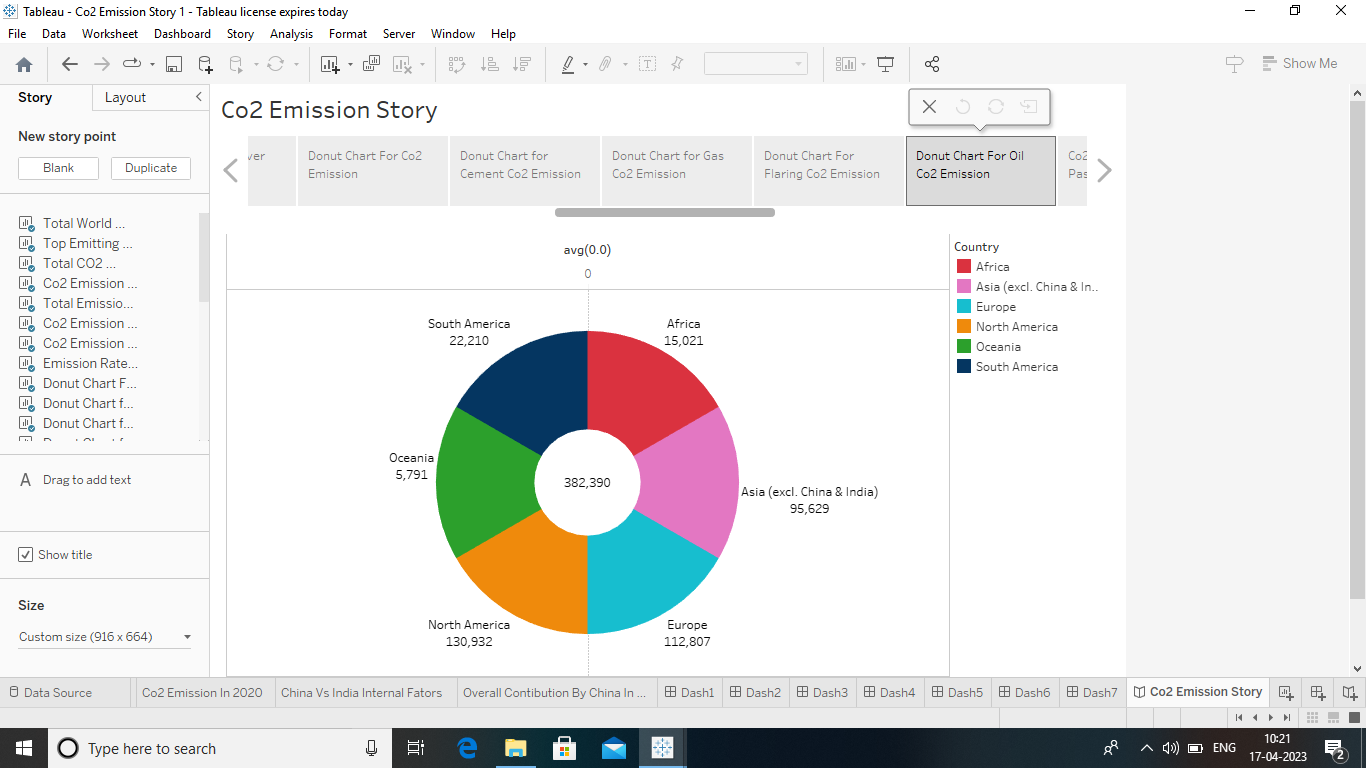 Tableau - Co2 Emission Story 1 - Tableau license expires today
File Data Worksheet Dashboard Story Analysis Format Server Window Help
Show Me
Story Layout
New story point
Blank Duplicate
Total World ...
Top Emitting ...
Total CO2 ...
Co2 Emission ...
Total Emissio...
Co2 Emission ...
Co2 Emission ...
Emission Rate...
Donut Chart F...
Donut Chart f...
Donut Chart f...
Donut Chart f...
A Drag to add text
Show title
Size
Custom size (916 x 664)
Co2 Emission Story
ver
Donut Chart For Co2
Emission
Donut Chart for
Cement Co2 Emission
Donut Chart for Gas
Co2 Emission
Donut Chart For
Flaring Co2 Emission
Donut Chart For Oil
Co2 Emission
Co2
Pas
avg(0.0)
0
South America
22,210
Africa
15,021
Oceania
5,791
382,390
Asia (excl. China & India)
95,629
North America
130,932
Europe
112,807
Country
Africa
Asia (excl. China & In..
Europe
North America
Oceania
South America
Data Source Co2 Emission In 2020 China Vs India Internal Fators Overall Contibution By China In ... Dash1 Dash2 Dash3 Dash4 Dash5 Dash6 Dash7 Co2 Emission Story
Type here to search
ENG
10:21
17-04-2023
2